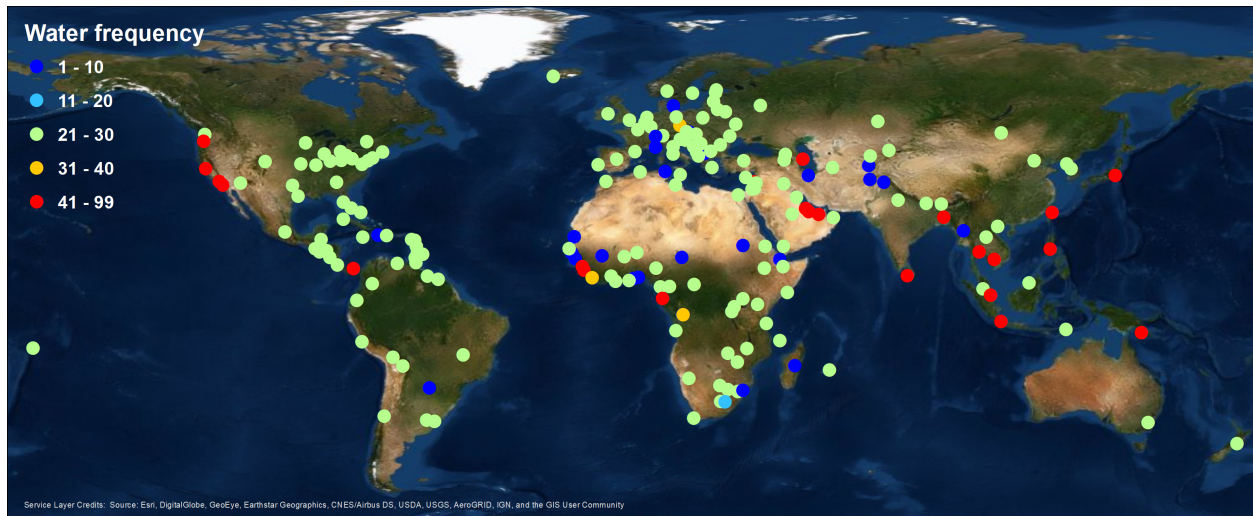 Water frequency
1 - 10
11 - 20
21 - 30
31 - 40
41 - 99
Service Layer Credits: Source: Esri, DigitalGlobe, GeoEye, Earthstar Geographics, CNES/Airbus DS, USDA, USGS, AeroGRID, IGN, and the GIS User Community